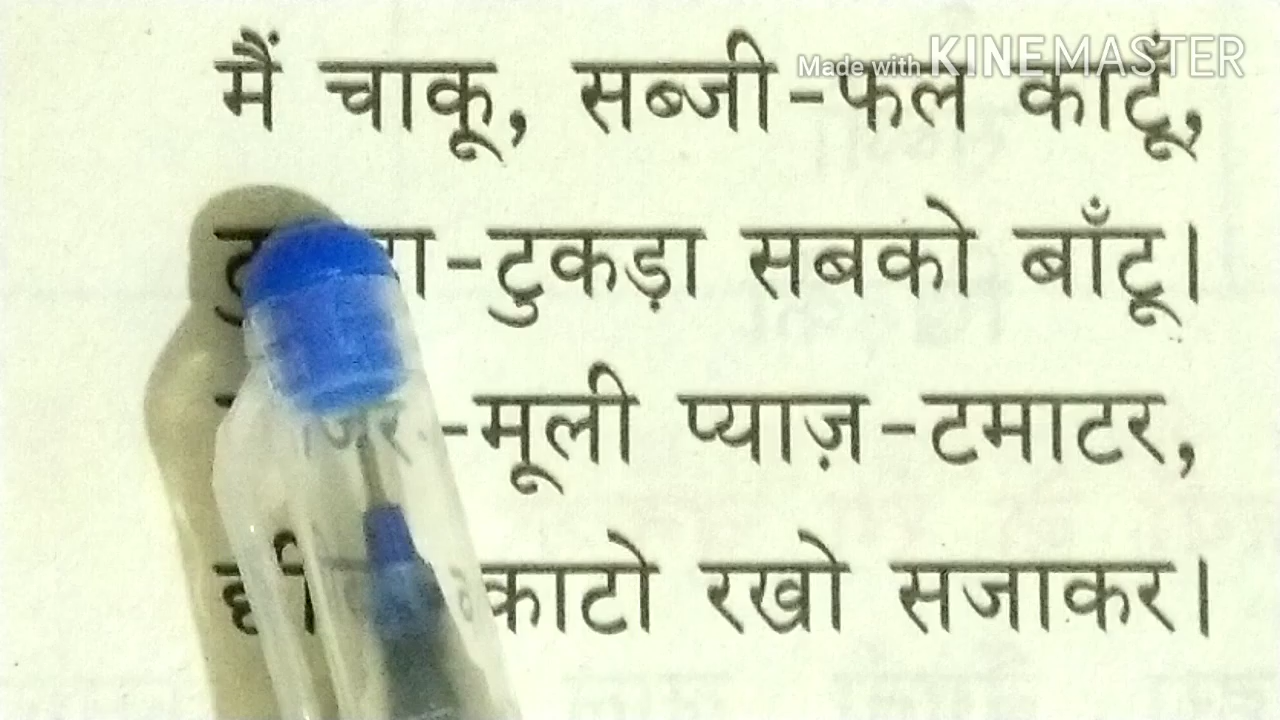 Made with KINEMASTER
मैं चाकू, सब्जी-फल काटूँ,
-टुकड़ा सबको बाँटू।
-मूली प्याज़-टमाटर,
काटो रखो सजाकर।